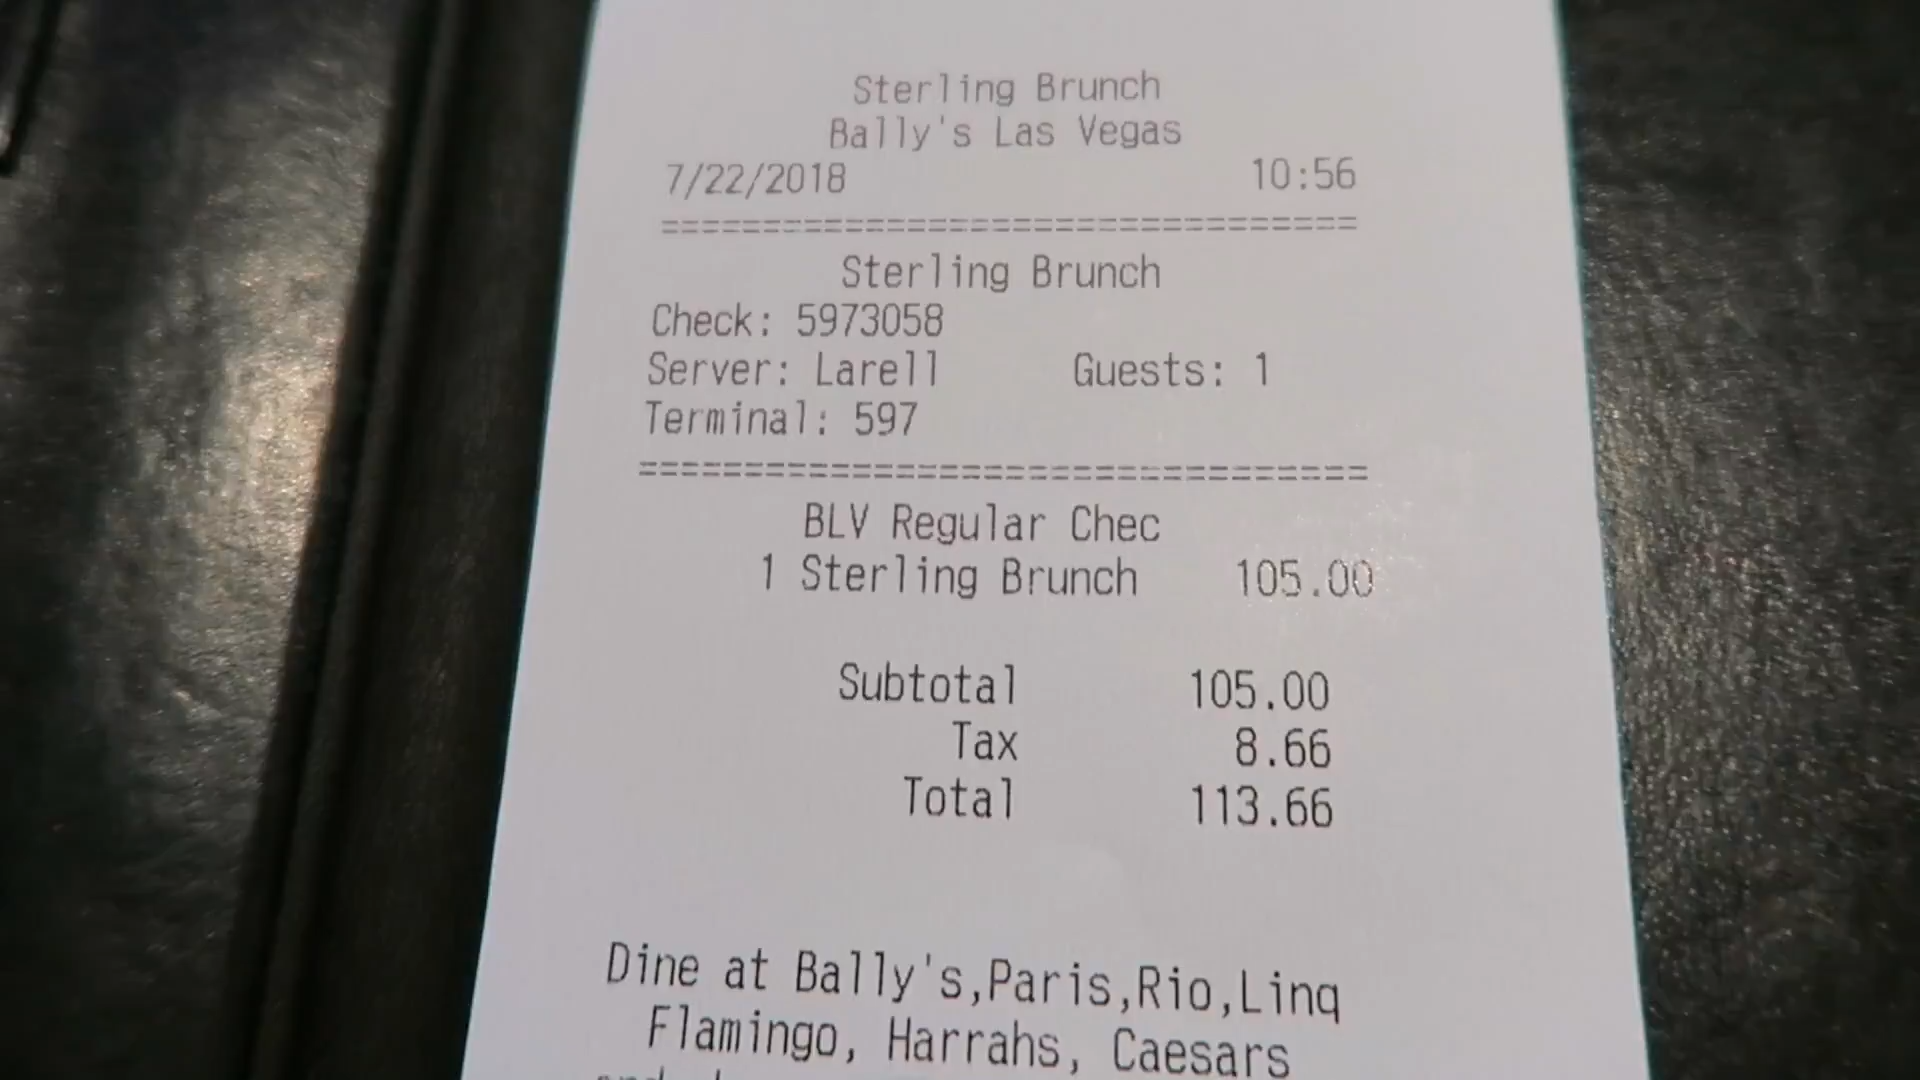 Sterling Brunch
Bally's Las Vegas
7/22/2018 10:56
=================================
Sterling Brunch
Check: 5973058
Server: Larell Guests: 1
Terminal: 597
==================================
BLV Regular Chec
1 Sterling Brunch 105.00
Subtotal 105.00
Tax 8.66
Total 113.66
Dine at Bally's,Paris,Rio,Linq
Flamingo, Harrahs, Caesars